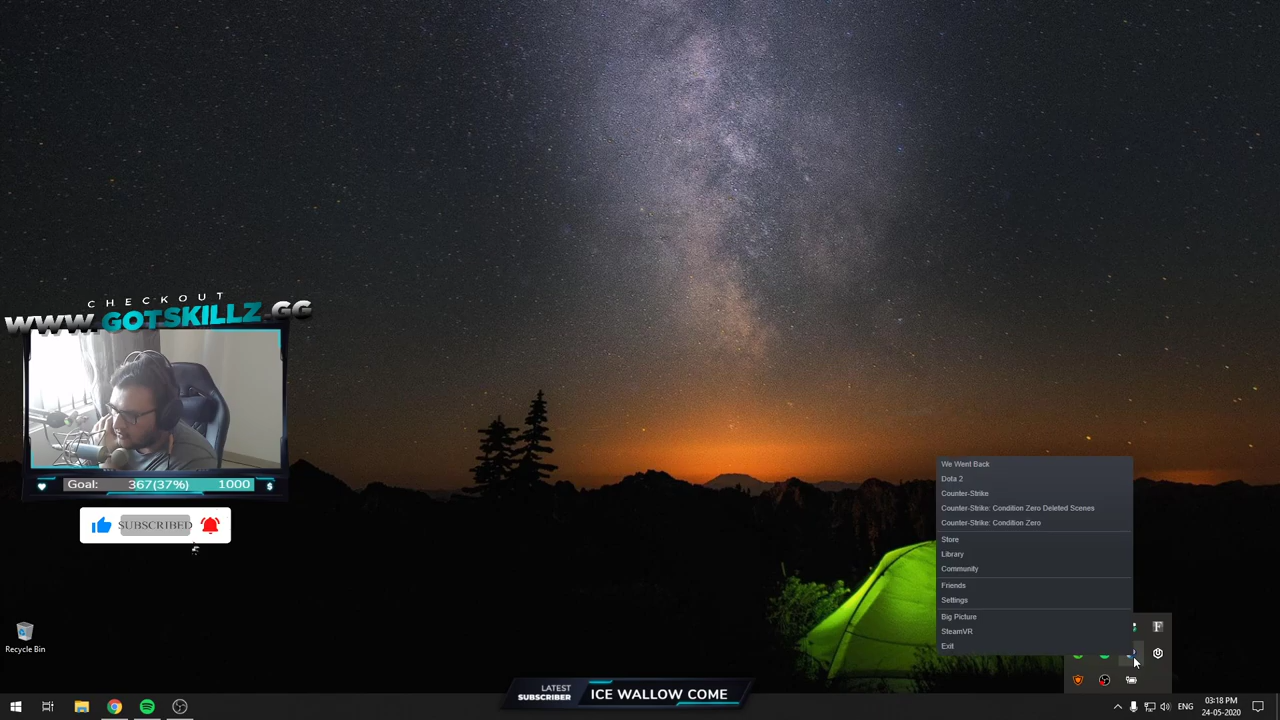 CHECKOUT
WWW.GOTSKILLZ.GG
Goal: 367(37%) 1000
SUBSCRIBED
Recycle Bin
We Went Back
Dota 2
Counter-Strike
Counter-Strike: Condition Zero Deleted Scenes
Counter-Strike: Condition Zero
Store
Library
Community
Friends
Settings
Big Picture
SteamVR
Exit
LATEST
SUBSCRIBER
ICE WALLOW COME
ENG
03:18 PM
24-05-2020